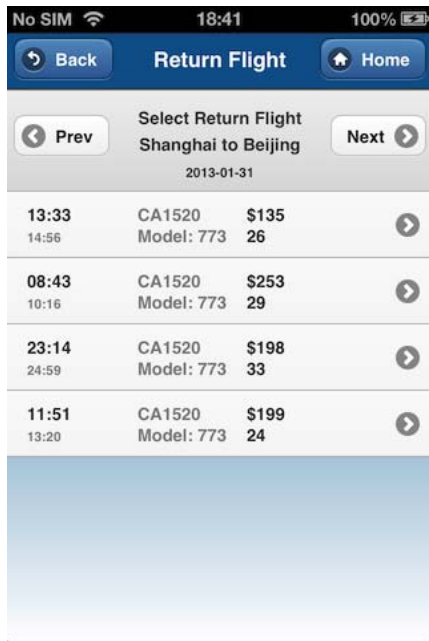 No SIM 18:41 100%
Back Return Flight Home
Prev Select Return Flight Next
Shanghai to Beijing
2013-01-31
13:33 CA1520 $135
14:56 Model: 773 26
08:43 CA1520 $253
10:16 Model: 773 29
23:14 CA1520 $198
24:59 Model: 773 33
11:51 CA1520 $199
13:20 Model: 773 24